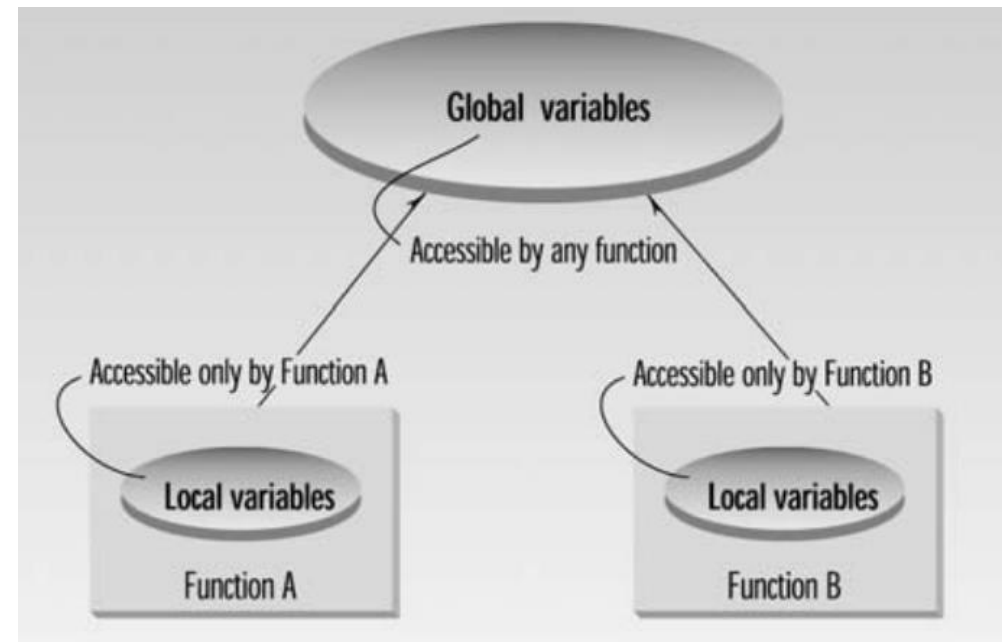 Global variables
Accessible by any function
Accessible only by Function A
Accessible only by Function B
Local variables
Local variables
Function A
Function B